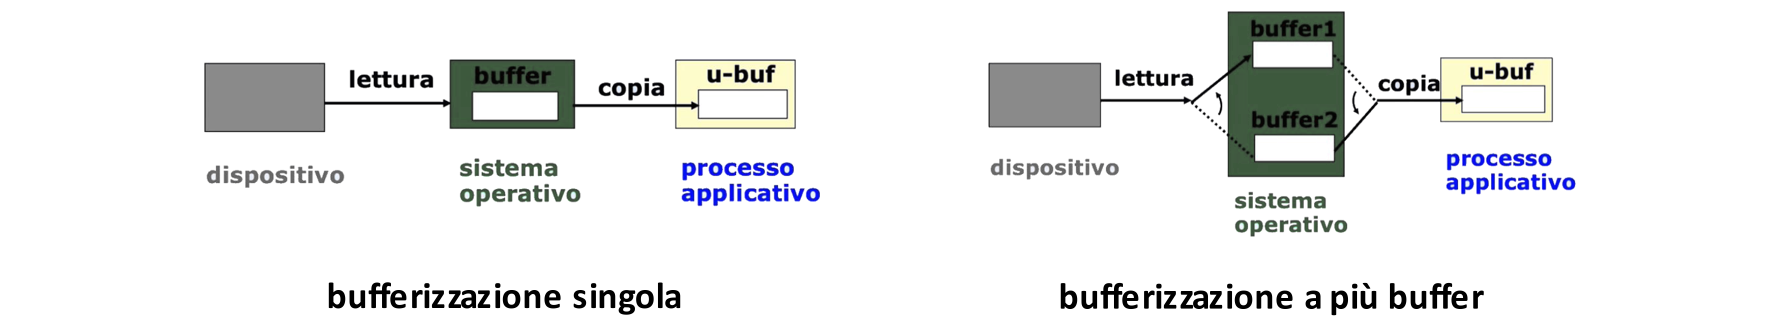 lettura
buffer
copia
u-buf
dispositivo
sistema
operativo
processo
applicativo
bufferizzazione singola
buffer1
lettura
buffer2
copia
u-buf
dispositivo
sistema
operativo
processo
applicativo
bufferizzazione a più buffer